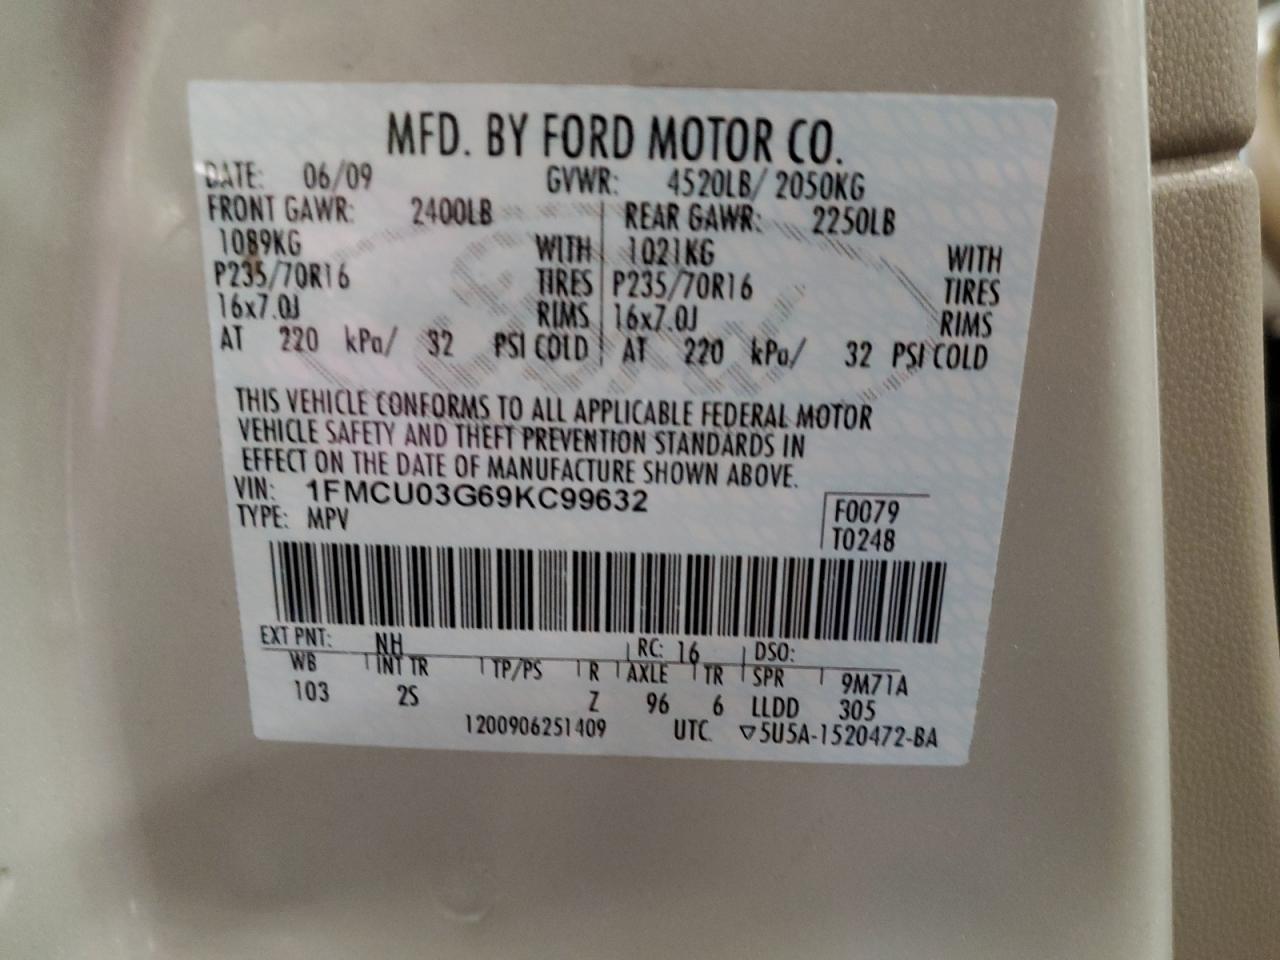 MFD. BY FORD MOTOR CO.
DATE: 06/09 GVWR: 4520LB/ 2050KG
FRONT GAWR: 2400LB REAR GAWR: 2250LB
1089KG WITH 1021KG WITH
P235/70R16 TIRES P235/70R16 TIRES
16x7.0J RIMS 16x7.0J RIMS
AT 220 kPa/ 32 PSI COLD AT 220 kPa/ 32 PSI COLD
THIS VEHICLE CONFORMS TO ALL APPLICABLE FEDERAL MOTOR
VEHICLE SAFETY AND THEFT PREVENTION STANDARDS IN
EFFECT ON THE DATE OF MANUFACTURE SHOWN ABOVE.
VIN: 1FMCU03G69KC99632
TYPE: MPV
F0079
T0248
EXT PNT: NH RC: 16 DSO:
WB INT TR TP/PS R AXLE TR SPR 9M71A
103 2S Z 96 6 LLDD 305
1200906251409 UTC ▽5U5A-1520472-BA